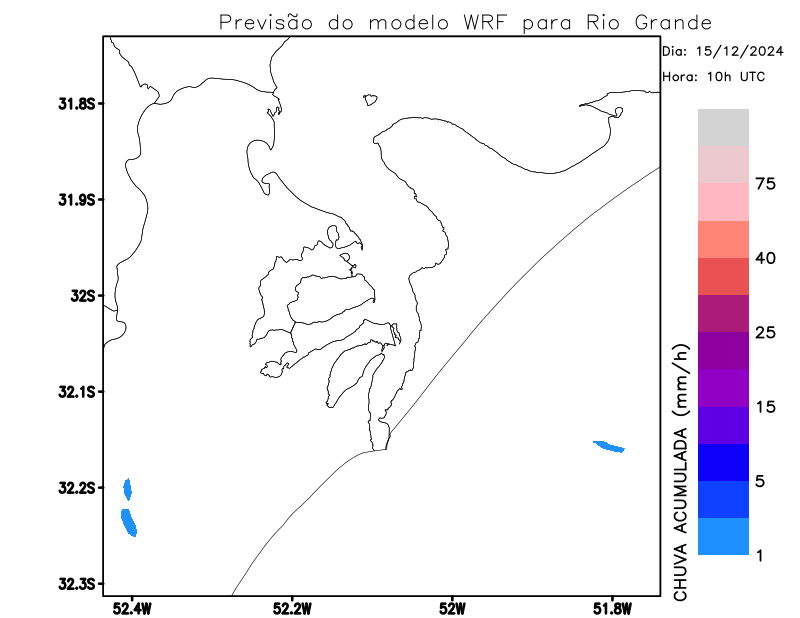 Previsão do modelo WRF para Rio Grande
Dia: 15/12/2024
Hora: 10h UTC
31.8S
31.9S
32S
32.1S
32.2S
32.3S
52.4W
52.2W
52W
51.8W
CHUVA ACUMULADA (mm/h)
75
40
25
15
5
1